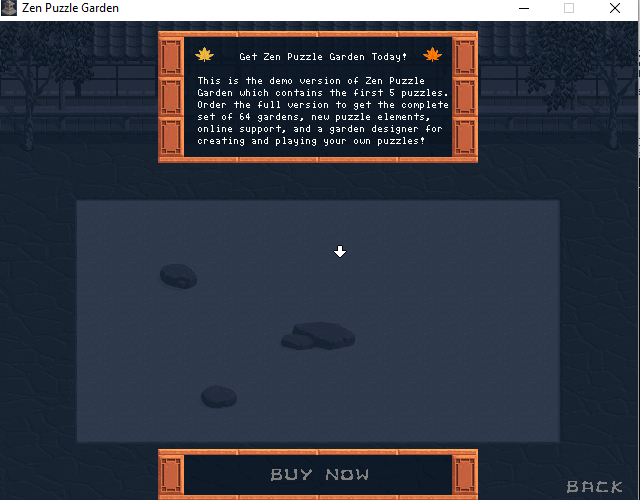 Zen Puzzle Garden
Get Zen Puzzle Garden Today!
This is the demo version of Zen Puzzle
Garden which contains the first 5 puzzles.
Order the full version to get the complete
set of 64 gardens, new puzzle elements,
online support, and a garden designer for
creating and playing your own puzzles!
BUY NOW
BACK